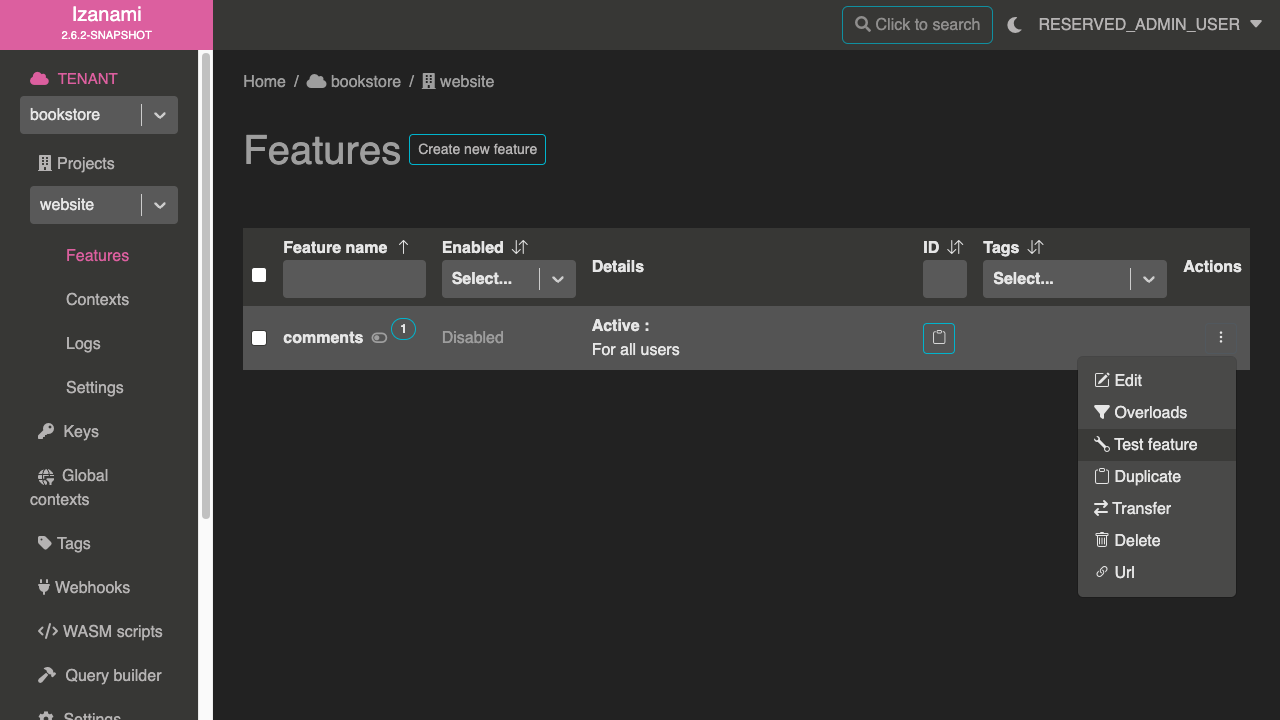 Izanami
2.6.2-SNAPSHOT
Click to search
RESERVED_ADMIN_USER
TENANT
bookstore
Projects
website
Features
Contexts
Logs
Settings
Keys
Global
contexts
Tags
Webhooks
WASM scripts
Query builder
Settings
Home / bookstore / website
Features
Create new feature
Feature name
Enabled
Select...
Details
ID
Tags
Select...
Actions
comments
1
Disabled
Active :
For all users
Edit
Overloads
Test feature
Duplicate
Transfer
Delete
Url